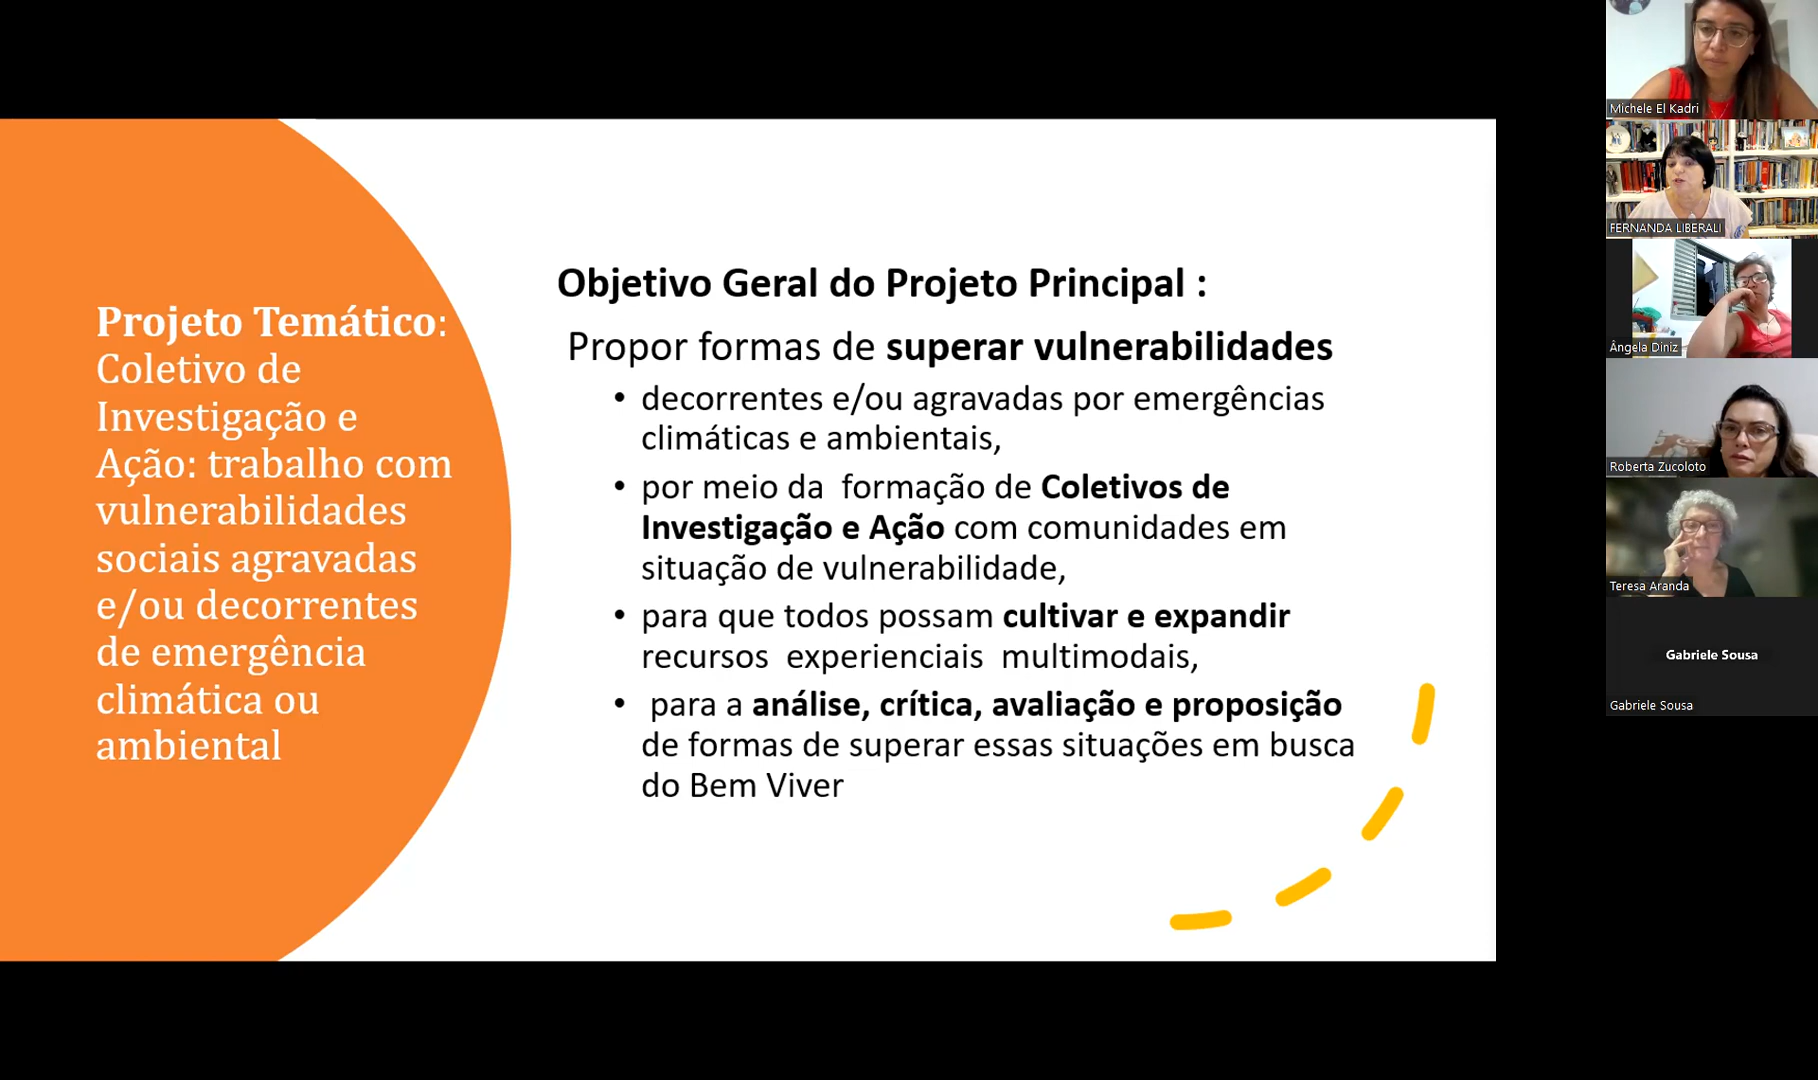 Projeto Temático:
Coletivo de
Investigação e
Ação: trabalho com
vulnerabilidades
sociais agravadas
e/ou decorrentes
de emergência
climática ou
ambiental
Objetivo Geral do Projeto Principal :
Propor formas de superar vulnerabilidades
• decorrentes e/ou agravadas por emergências
climáticas e ambientais,
• por meio da formação de Coletivos de
Investigação e Ação com comunidades em
situação de vulnerabilidade,
• para que todos possam cultivar e expandir
recursos experienciais multimodais,
• para a análise, crítica, avaliação e proposição
de formas de superar essas situações em busca
do Bem Viver
Michele El Kadri
FERNANDA LIBERALI
Ângela Diniz
Roberta Zucoloto
Teresa Aranda
Gabriele Sousa
Gabriele Sousa